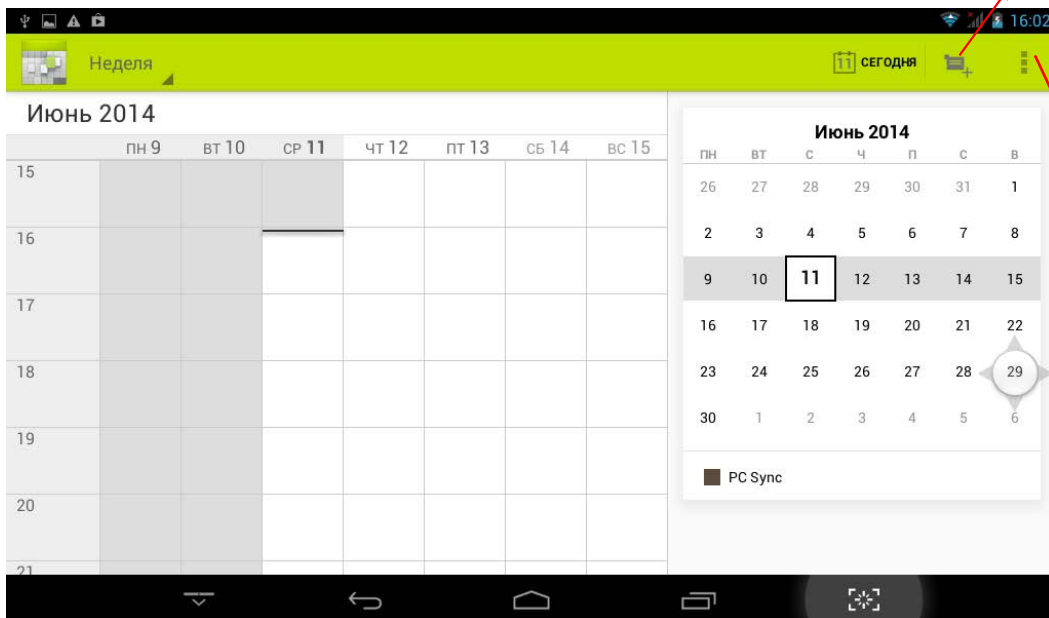 16:02
Неделя
11 СЕГОДНЯ
Июнь 2014
ПН 9 ВТ 10 СР 11 ЧТ 12 ПТ 13 СБ 14 ВС 15
15
16
17
18
19
20
21
Июнь 2014
ПН ВТ С Ч П С В
26 27 28 29 30 31 1
2 3 4 5 6 7 8
9 10 11 12 13 14 15
16 17 18 19 20 21 22
23 24 25 26 27 28 29
30 1 2 3 4 5 6
PC Sync